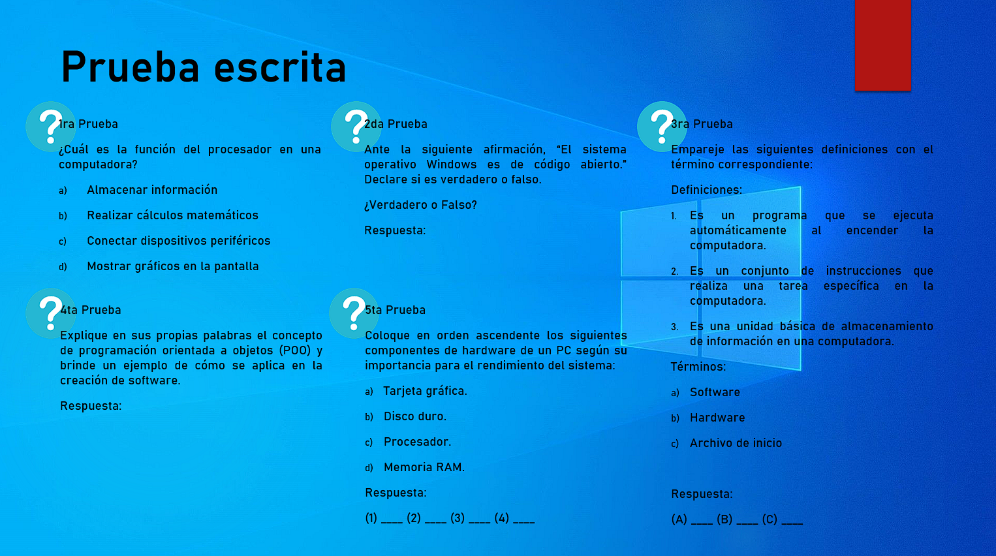 Prueba escrita
1ra Prueba
¿Cuál es la función del procesador en una
computadora?
a) Almacenar información
b) Realizar cálculos matemáticos
c) Conectar dispositivos periféricos
d) Mostrar gráficos en la pantalla
2da Prueba
Ante la siguiente afirmación, "El sistema
operativo Windows es de código abierto."
Declare si es verdadero o falso.
¿Verdadero o Falso?
Respuesta:
3ra Prueba
Empareje las siguientes definiciones con el
término correspondiente:
Definiciones:
1. Es un programa que se ejecuta
automáticamente al encender la
computadora.
2. Es un conjunto de instrucciones que
realiza una tarea específica en la
computadora.
3. Es una unidad básica de almacenamiento
de información en una computadora.
Términos:
a) Software
b) Hardware
c) Archivo de inicio
Respuesta:
(A) ____ (B) ____ (C) ____
4ta Prueba
Explique en sus propias palabras el concepto
de programación orientada a objetos (POO) y
brinde un ejemplo de cómo se aplica en la
creación de software.
Respuesta:
5ta Prueba
Coloque en orden ascendente los siguientes
componentes de hardware de un PC según su
importancia para el rendimiento del sistema:
a) Tarjeta gráfica.
b) Disco duro.
c) Procesador.
d) Memoria RAM.
Respuesta:
(1) ____ (2) ____ (3) ____ (4) ____